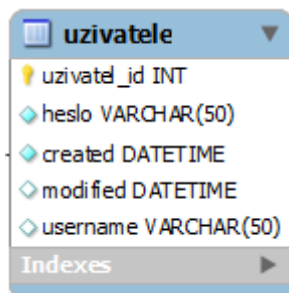 uzivatele
uzivatel_id INT
heslo VARCHAR(50)
created DATETIME
modified DATETIME
username VARCHAR(50)
Indexes